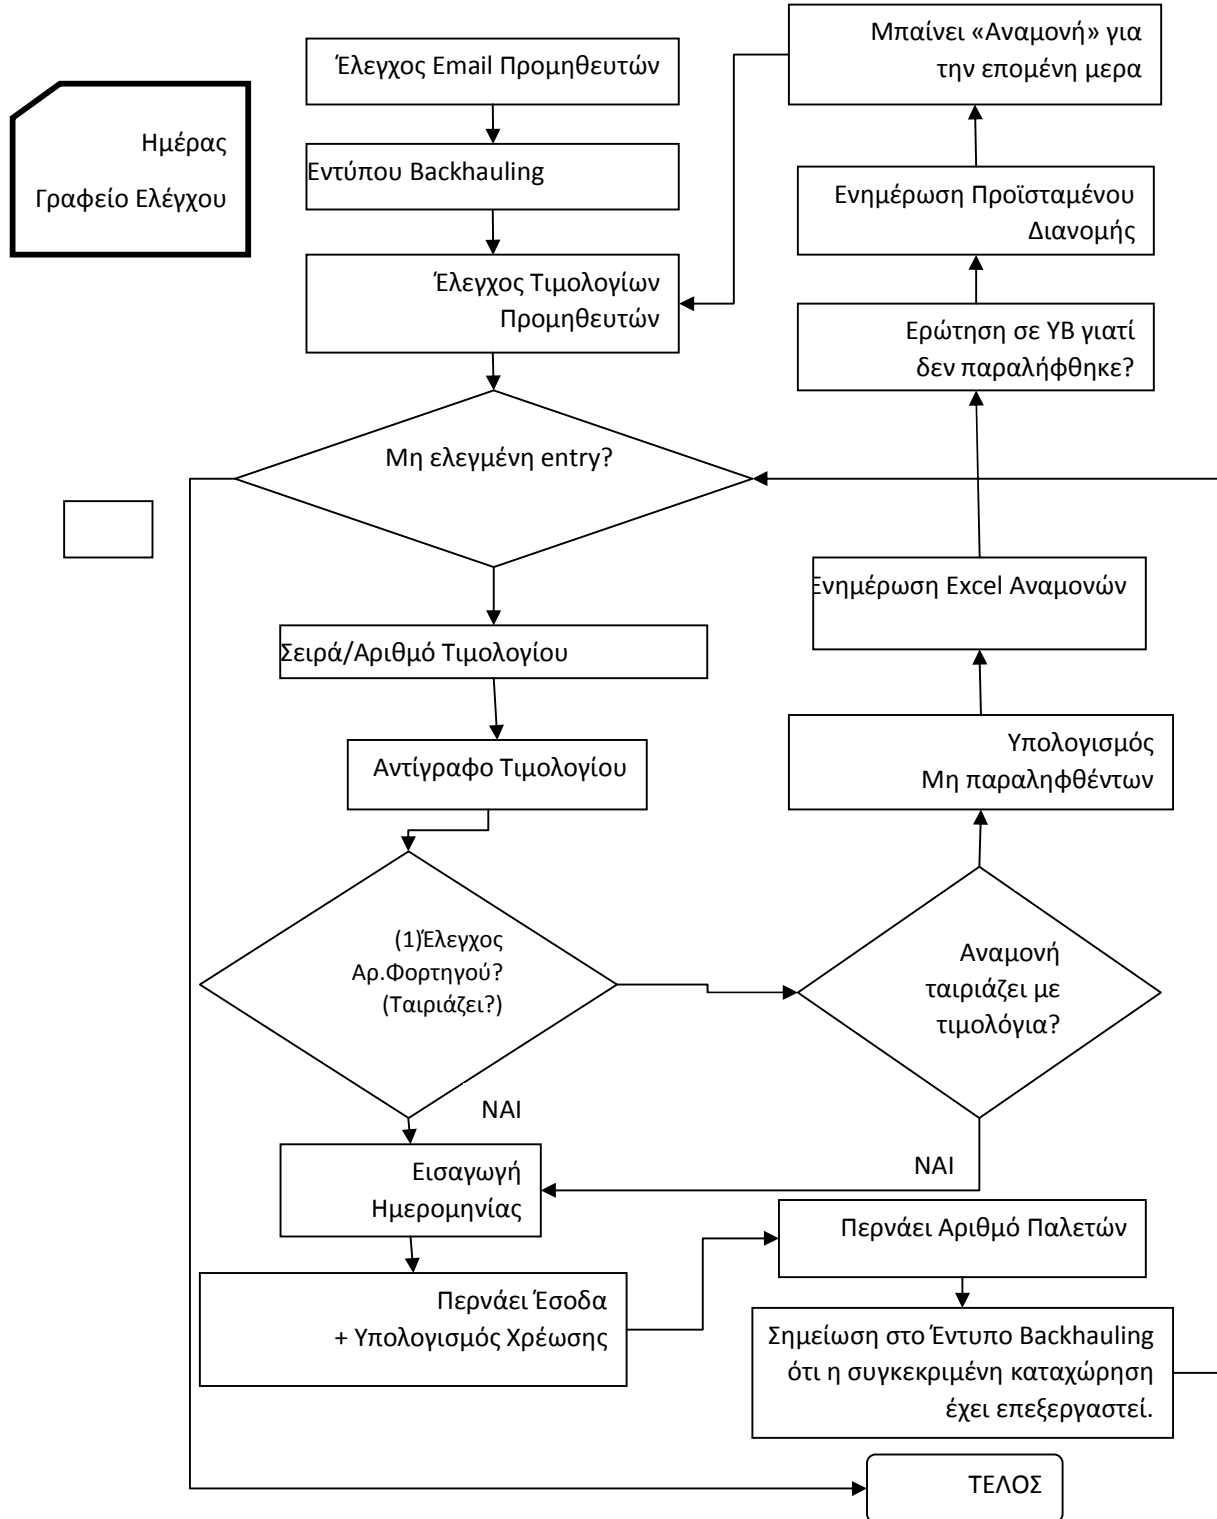 Έλεγχος Email Προμηθευτών
Μπαίνει «Αναμονή» για
την επομένη μερα
Ημέρας
Γραφείο Ελέγχου
Εντύπου Backhauling
Ενημέρωση Προϊσταμένου
Διανομής
Έλεγχος Τιμολογίων
Προμηθευτών
Ερώτηση σε ΥΒ γιατί
δεν παραλήφθηκε?
Μη ελεγμένη entry?
Ενημέρωση Excel Αναμονών
Σειρά/Αριθμό Τιμολογίου
Υπολογισμός
Μη παραληφθέντων
Αντίγραφο Τιμολογίου
(1)Έλεγχος
Αρ.Φορτηγού?
(Ταιριάζει?)
Αναμονή
ταιριάζει με
τιμολόγια?
ΝΑΙ
ΝΑΙ
Εισαγωγή
Ημερομηνίας
Περνάει Αριθμό Παλετών
Περνάει Έσοδα
+ Υπολογισμός Χρέωσης
Σημείωση στο Έντυπο Backhauling
ότι η συγκεκριμένη καταχώρηση
έχει επεξεργαστεί.
ΤΕΛΟΣ